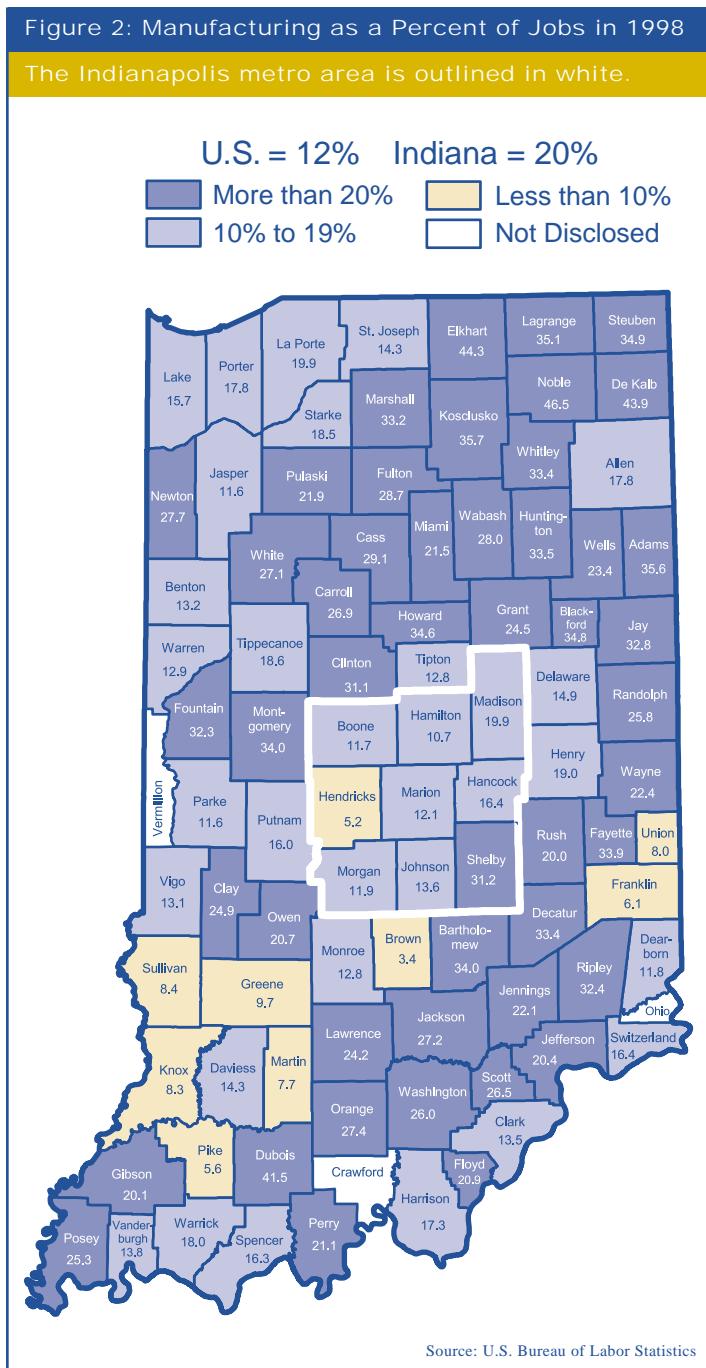 Figure 2: Manufacturing as a Percent of Jobs in 1998
The Indianapolis metro area is outlined in white.
U.S. = 12% Indiana = 20%
More than 20%
Less than 10%
10% to 19%
Not Disclosed
Lake
15.7
Porter
17.8
La Porte
19.9
St. Joseph
14.3
Elkhart
44.3
Lagrange
35.1
Steuben
34.9
Starke
18.5
Marshall
33.2
Kosclusko
35.7
Noble
46.5
De Kalb
43.9
Newton
27.7
Jasper
11.6
Pulaski
21.9
Fulton
28.7
Whitley
33.4
Allen
17.8
White
27.1
Cass
29.1
Miami
21.5
Wabash
28.0
Hunting-
ton
33.5
Wells
23.4
Adams
35.6
Benton
13.2
Carroll
26.9
Howard
34.6
Grant
24.5
Black-
ford
34.8
Jay
32.8
Warren
12.9
Tippecanoe
18.6
Clinton
31.1
Tipton
12.8
Madison
19.9
Delaware
14.9
Randolph
25.8
Fountain
32.3
Mont-
gomery
34.0
Boone
11.7
Hamilton
10.7
Henry
19.0
Wayne
22.4
Vermillion
Parke
11.6
Putnam
16.0
Hendricks
5.2
Marion
12.1
Hancock
16.4
Rush
20.0
Fayette
33.9
Union
8.0
Vigo
13.1
Clay
24.9
Owen
20.7
Morgan
11.9
Johnson
13.6
Shelby
31.2
Decatur
33.4
Franklin
6.1
Sullivan
8.4
Greene
9.7
Monroe
12.8
Brown
3.4
Bartholo-
mew
34.0
Jennings
22.1
Ripley
32.4
Dear-
born
11.8
Ohio
Knox
8.3
Daviess
14.3
Martin
7.7
Lawrence
24.2
Jackson
27.2
Jefferson
20.4
Switzerland
16.4
Orange
27.4
Washington
26.0
Scott
26.5
Clark
13.5
Gibson
20.1
Pike
5.6
Dubois
41.5
Crawford
Floyd
20.9
Harrison
17.3
Posey
25.3
Vander-
burgh
13.8
Warrick
18.0
Spencer
16.3
Perry
21.1
Source: U.S. Bureau of Labor Statistics